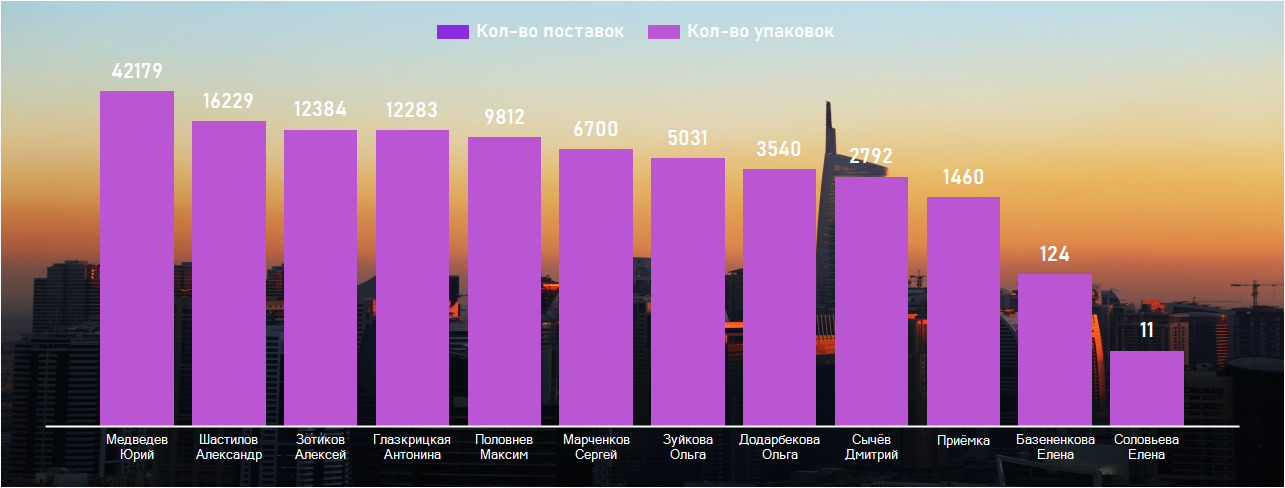 Кол-во поставок Кол-во упаковок
42179
16229
12384
12283
9812
6700
5031
3540
2792
1460
124
11
Медведев
Юрий
Шастилов
Александр
Зотиков
Алексей
Глазкрицкая
Антонина
Половнев
Максим
Марченков
Сергей
Зуйкова
Ольга
Додарбекова
Ольга
Сычёв
Дмитрий
Приёмка
Базененкова
Елена
Соловьева
Елена